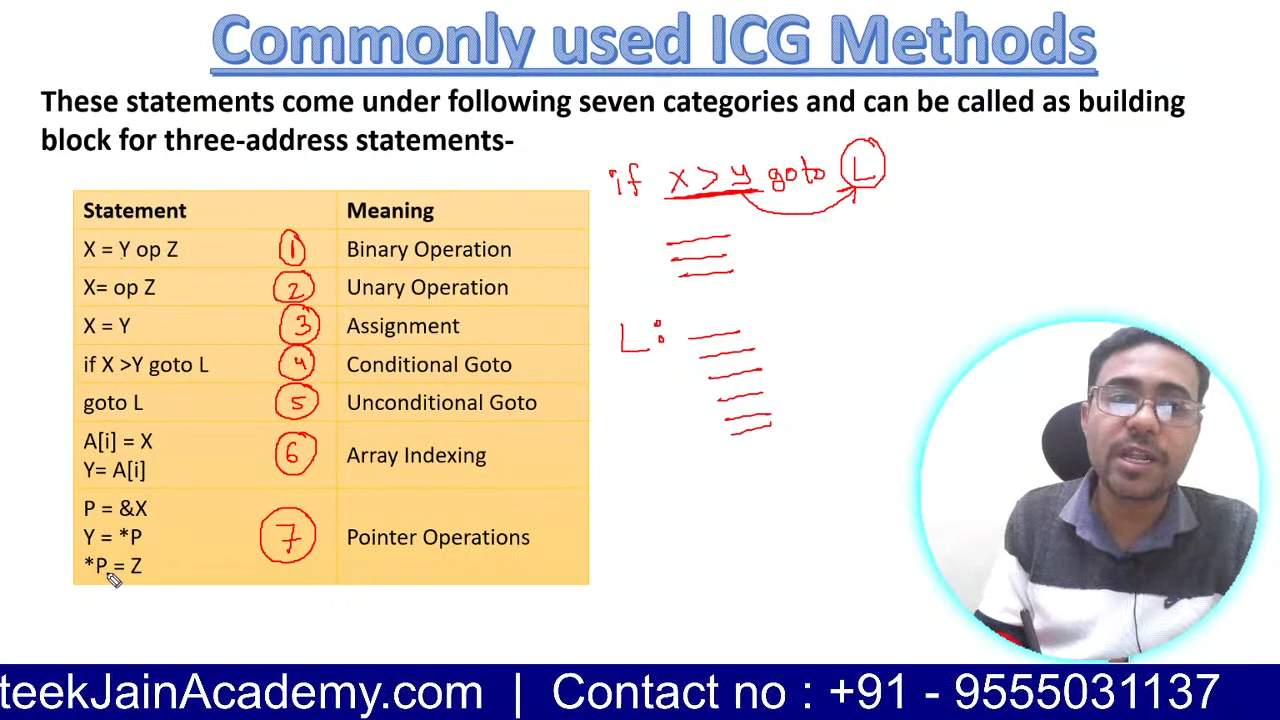 Commonly used ICG Methods
These statements come under following seven categories and can be called as building
block for three-address statements-
Statement Meaning
X = Y op Z 1 Binary Operation
X= op Z 2 Unary Operation
X = Y 3 Assignment
if X >Y goto L 4 Conditional Goto
goto L 5 Unconditional Goto
A[i] = X
Y= A[i]
6 Array Indexing
P = &X
Y = *P
*P = Z
7 Pointer Operations
if x > y goto L
L:
teekJainAcademy.com | Contact no : +91 - 9555031137